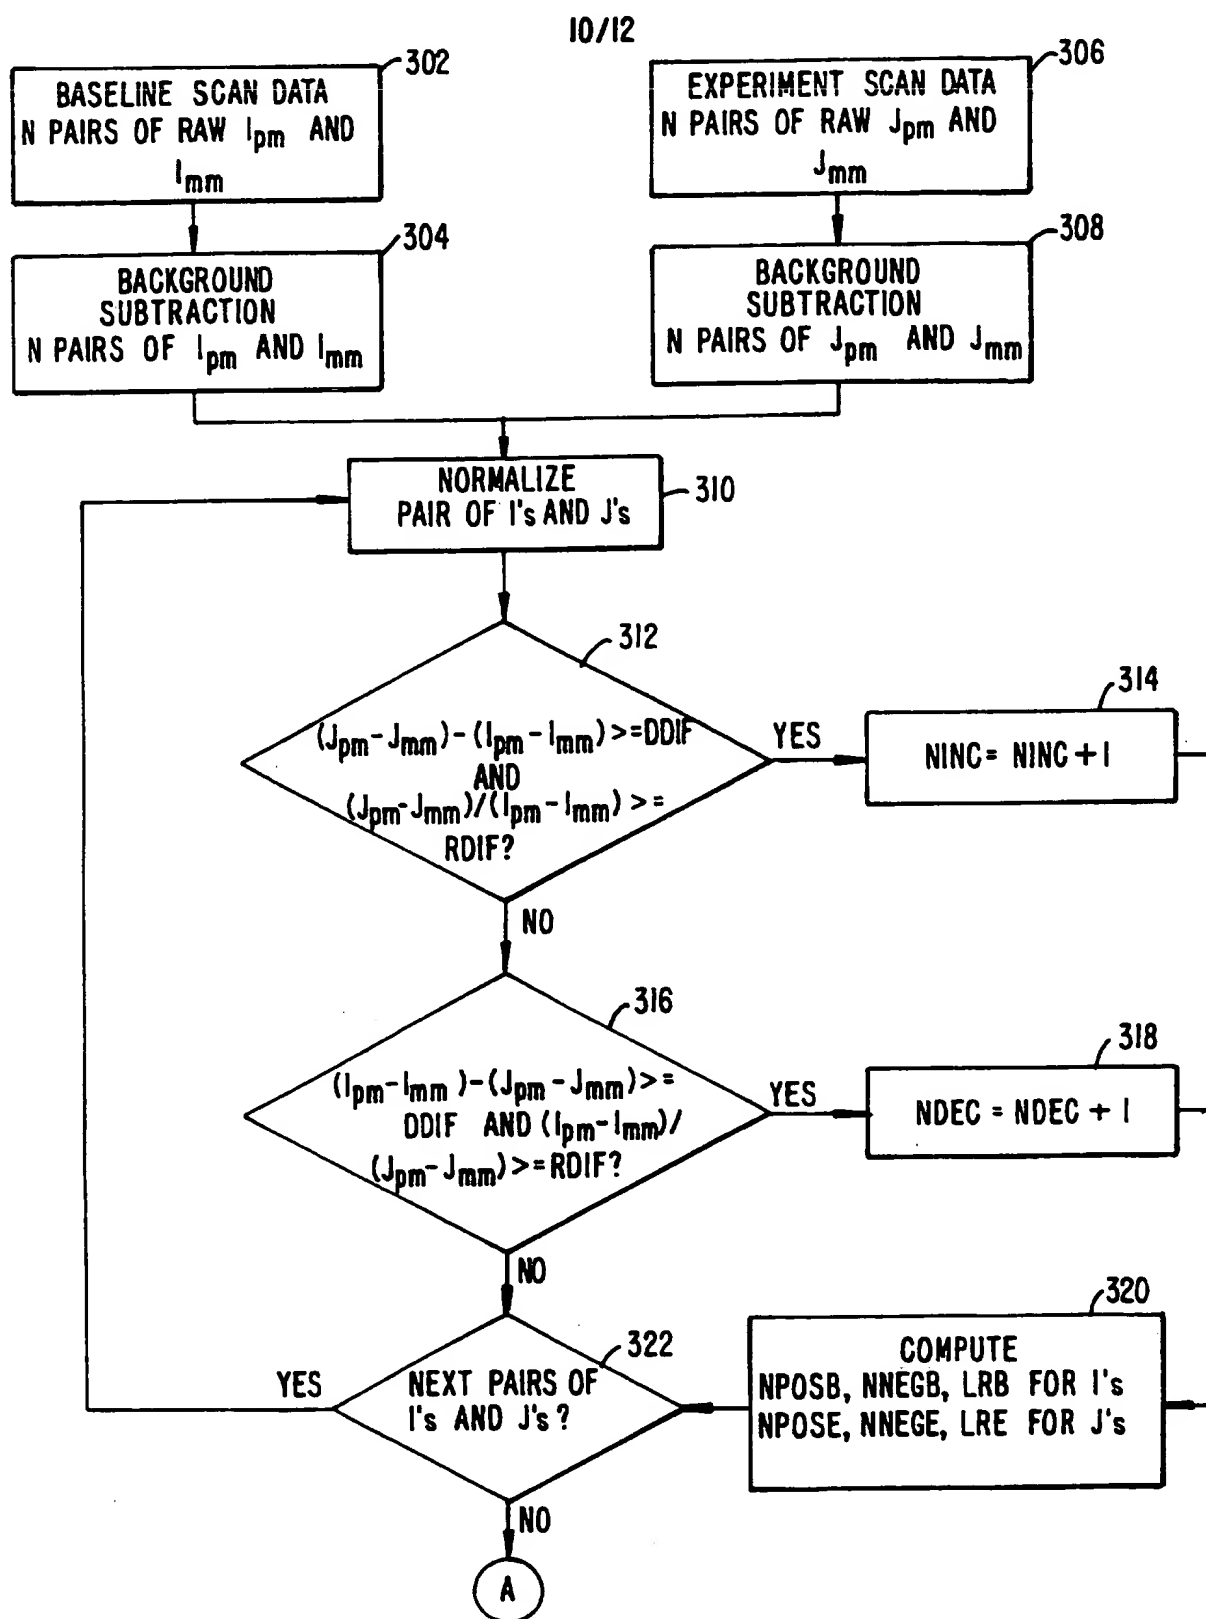 10/12
302
BASELINE SCAN DATA
N PAIRS OF RAW Ipm AND
Imm
306
EXPERIMENT SCAN DATA
N PAIRS OF RAW Jpm AND
Jmm
304
BACKGROUND
SUBTRACTION
N PAIRS OF Ipm AND Imm
308
BACKGROUND
SUBTRACTION
N PAIRS OF Jpm AND Jmm
NORMALIZE
PAIR OF I's AND J's
310
312
(Jpm-Jmm)-(Ipm-Imm)>=DDIF
AND
(Jpm-Jmm)/(Ipm-Imm)>=
RDIF?
YES
314
NINC= NINC+1
NO
316
(Ipm-Imm)-(Jpm-Jmm)>=
DDIF AND (Ipm-Imm)/
(Jpm-Jmm)>=RDIF?
YES
318
NDEC = NDEC + 1
NO
322
NEXT PAIRS OF
I's AND J's?
YES
320
COMPUTE
NPOSB, NNEGB, LRB FOR I's
NPOSE, NNEGE, LRE FOR J's
NO
A